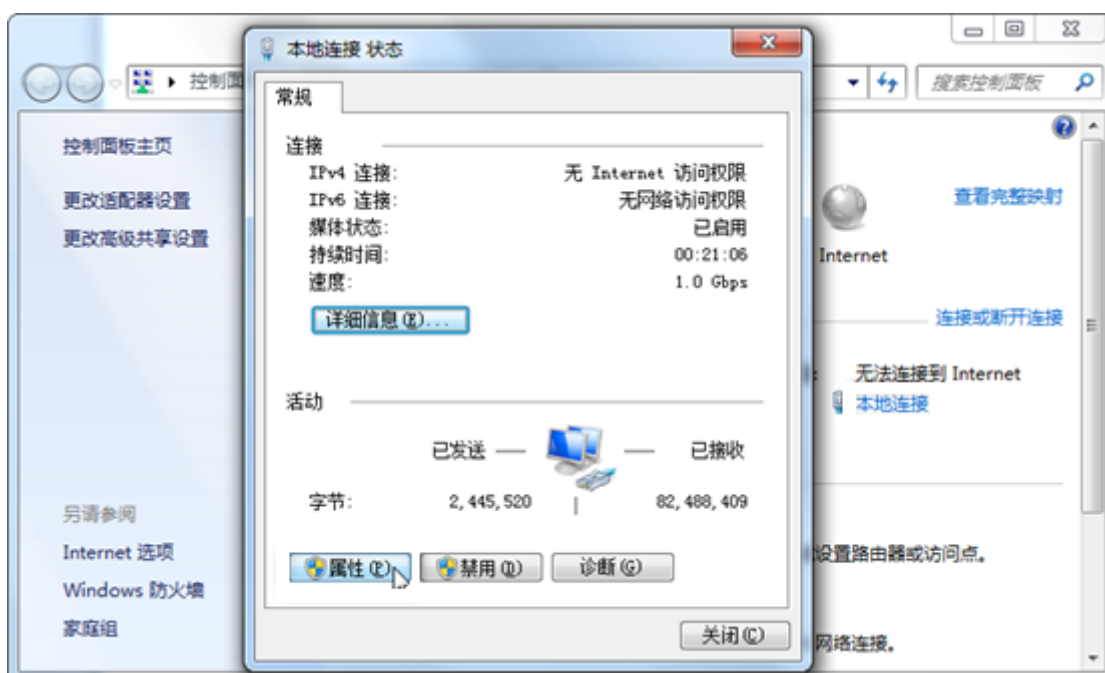 本地连接 状态
控制面
搜索控制面板
常规
控制面板主页
更改适配器设置
更改高级共享设置
另请参阅
Internet 选项
Windows 防火墙
家庭组
连接
IPv4 连接: 无 Internet 访问权限
IPv6 连接: 无网络访问权限
媒体状态: 已启用
持续时间: 00:21:06
速度: 1.0 Gbps
详细信息(E)...
活动
已发送 — — 已接收
字节: 2,445,520 | 82,488,409
属性(P) 禁用(D) 诊断(G)
关闭(C)
查看完整映射
Internet
连接或断开连接
: 无法连接到 Internet
本地连接
设置路由器或访问点。
网络连接。